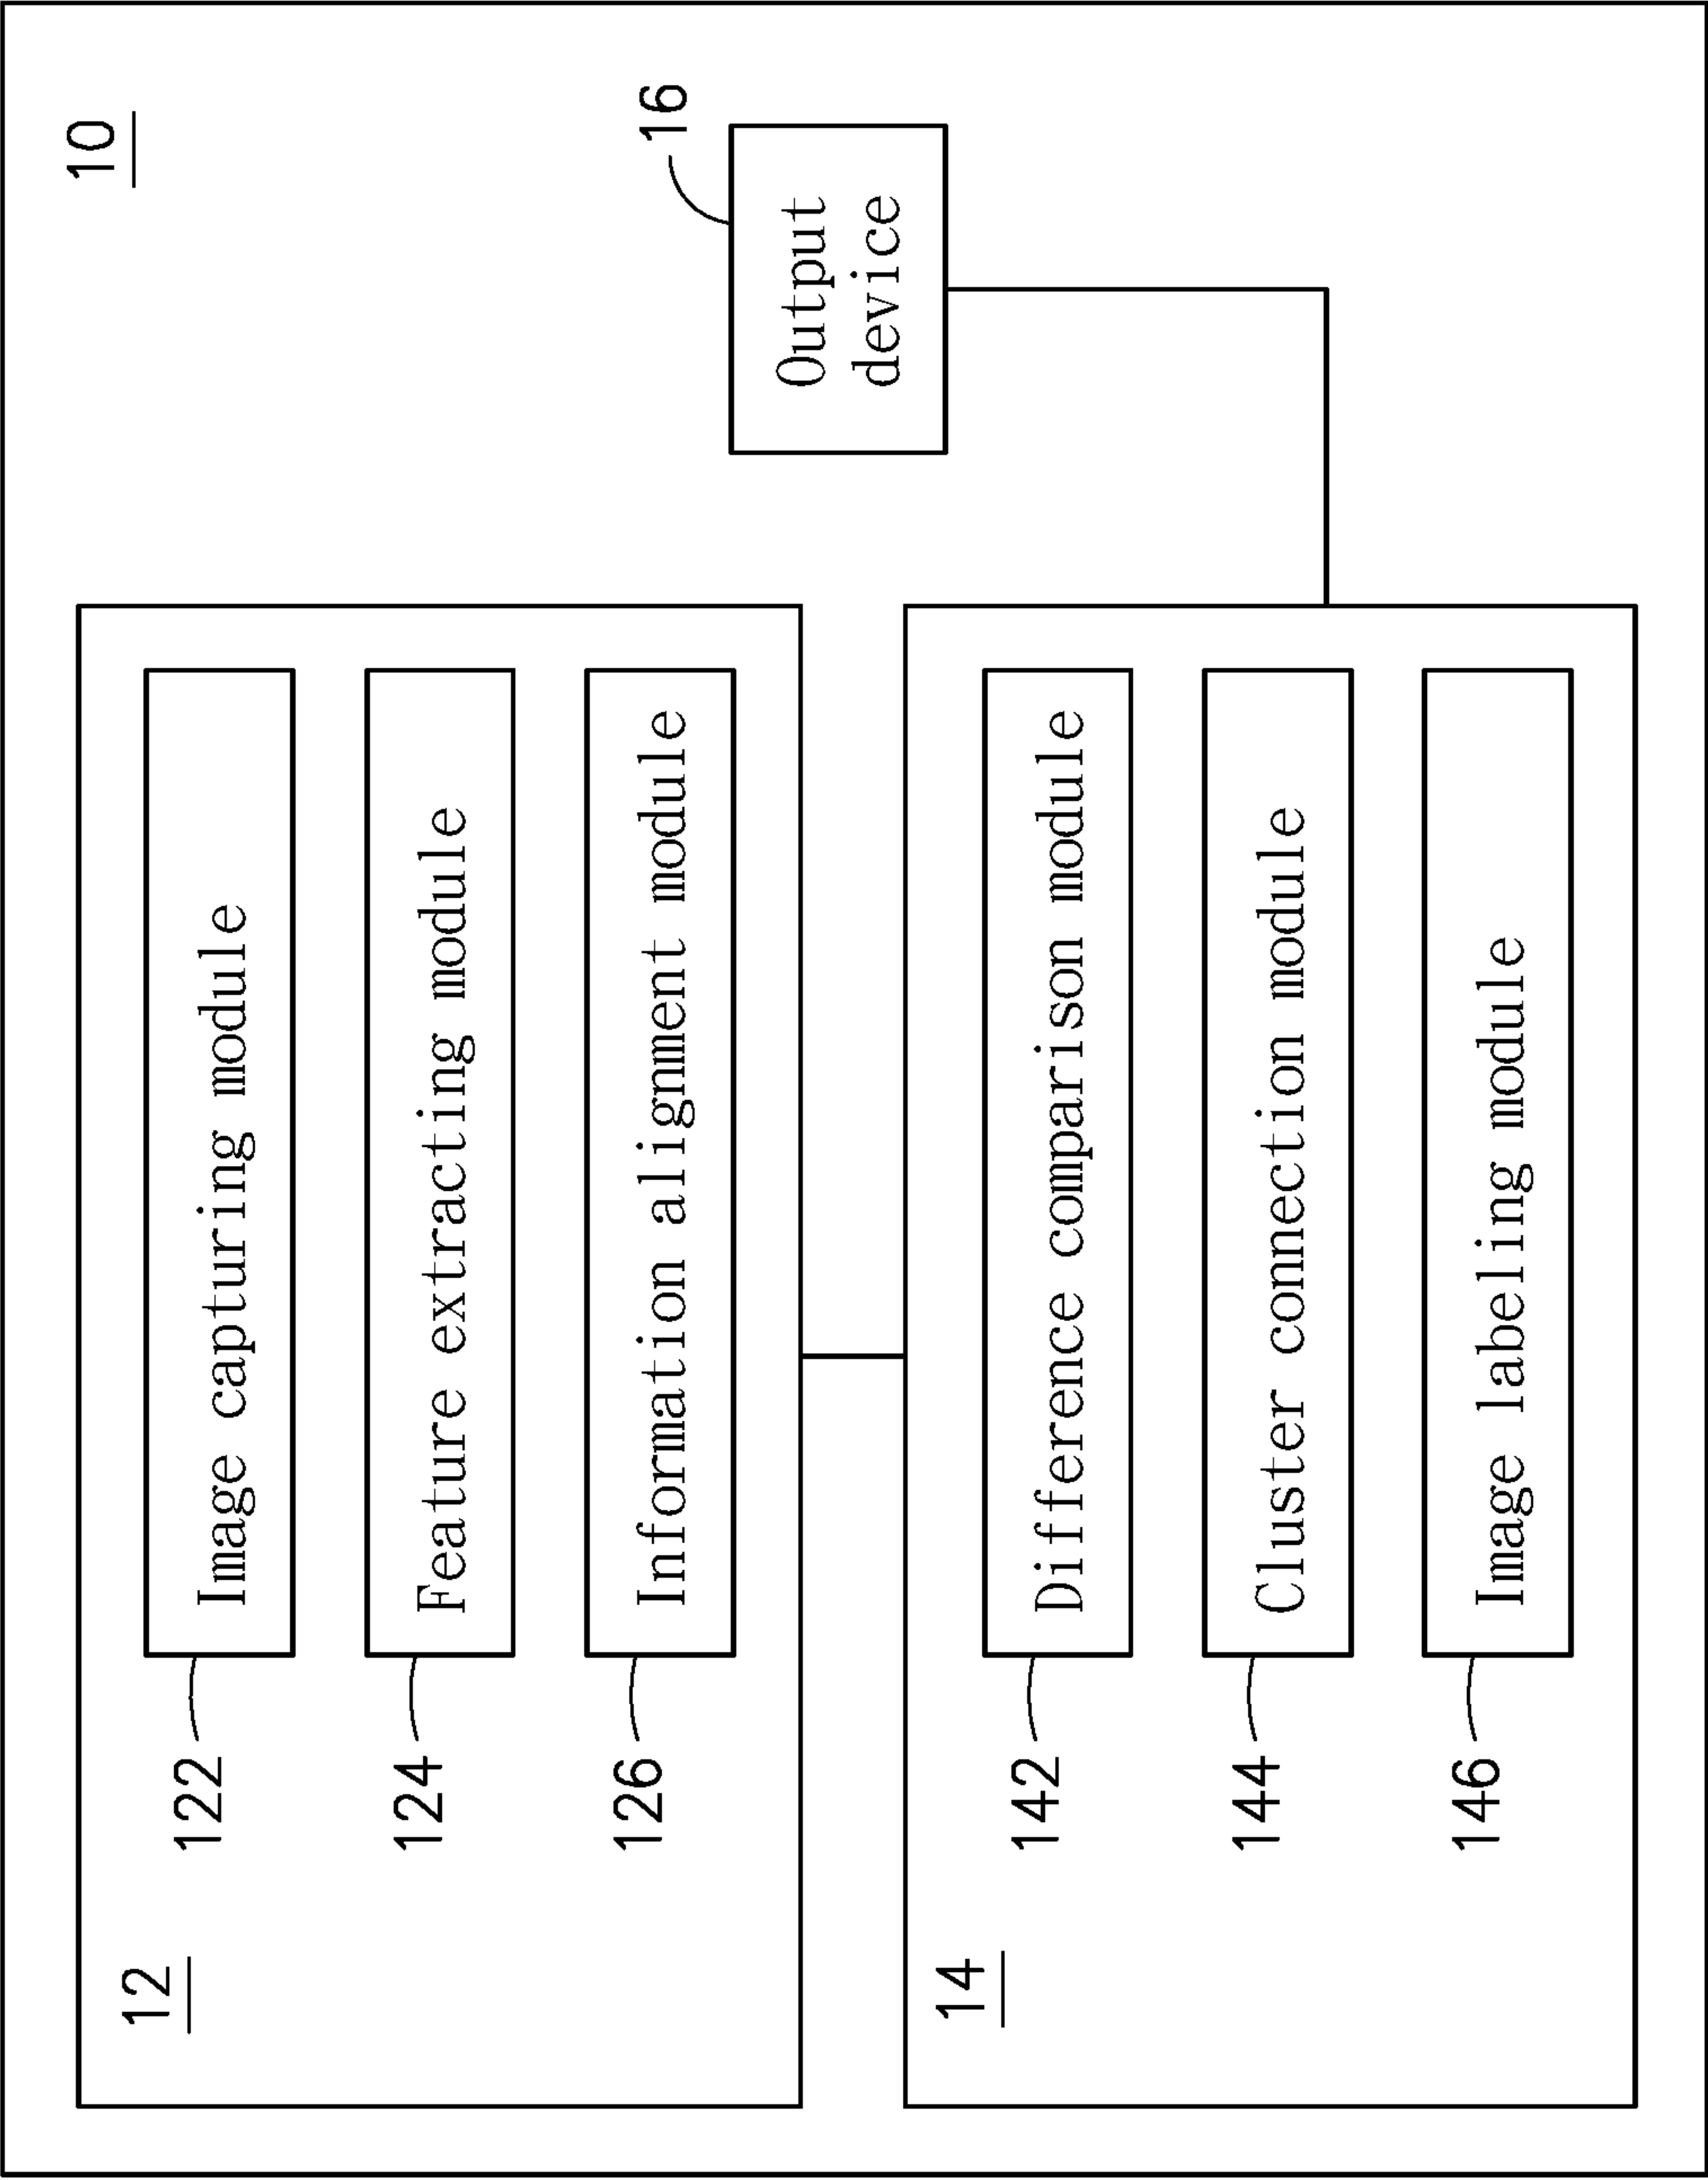 10
12
122
Image capturing module
124
Feature extracting module
126
Information alignment module
16
Output
device
14
142
Difference comparison module
144
Cluster connection module
146
Image labeling module